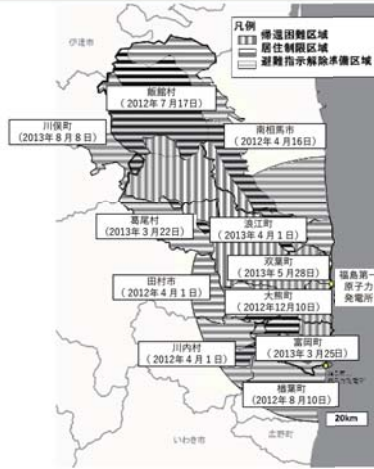 凡例
帰還困難区域
居住制限区域
避難指示解除準備区域
伊達市
飯館村
(2012年7月17日)
川俣町
(2013年8月8日)
南相馬市
(2012年4月16日)
葛尾村
(2013年3月22日)
浪江町
(2013年4月1日)
双葉町
(2013年5月28日)
福島第一
原子力
発電所
田村市
(2012年4月1日)
大熊町
(2012年12月10日)
川内村
(2012年4月1日)
富岡町
(2013年3月25日)
楢葉町
(2012年8月10日)
20km
いわき市
広野町